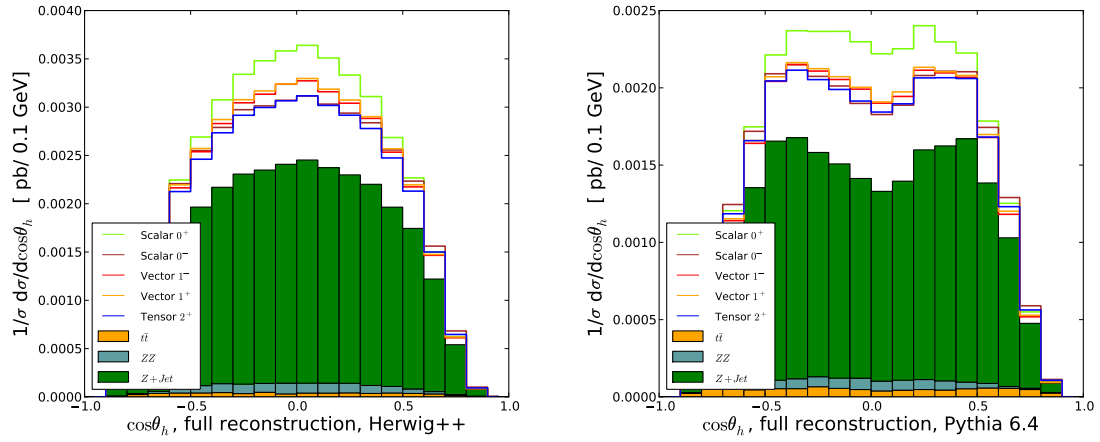 0.0040
0.0035
0.0030
0.0025
0.0020
0.0015
0.0010
0.0005
0.0000
1/σ dσ/dcosθ_h [ pb/ 0.1 GeV]
Scalar 0⁺
Scalar 0⁻
Vector 1⁻
Vector 1⁺
Tensor 2⁺
tt̄
ZZ
Z+Jet
−1.0 −0.5 0.0 0.5 1.0
cosθ_h, full reconstruction, Herwig++
0.0025
0.0020
0.0015
0.0010
0.0005
0.0000
1/σ dσ/dcosθ_h [ pb/ 0.1 GeV]
Scalar 0⁺
Scalar 0⁻
Vector 1⁻
Vector 1⁺
Tensor 2⁺
tt̄
ZZ
Z+Jet
−1.0 −0.5 0.0 0.5 1.0
cosθ_h, full reconstruction, Pythia 6.4